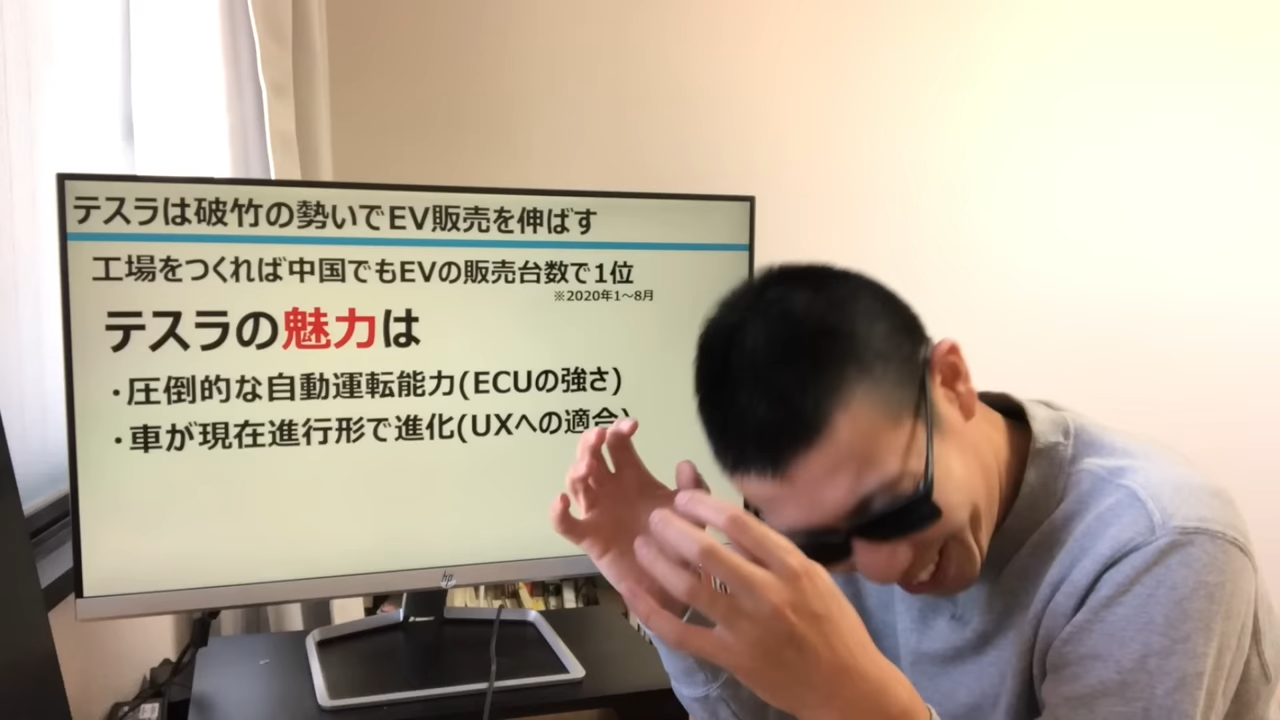 テスラは破竹の勢いでEV販売を伸ばす
工場をつくれば中国でもEVの販売台数で1位
※2020年1～8月
テスラの魅力は
・圧倒的な自動運転能力(ECUの強さ)
・車が現在進行形で進化(UXへの適合)
hp